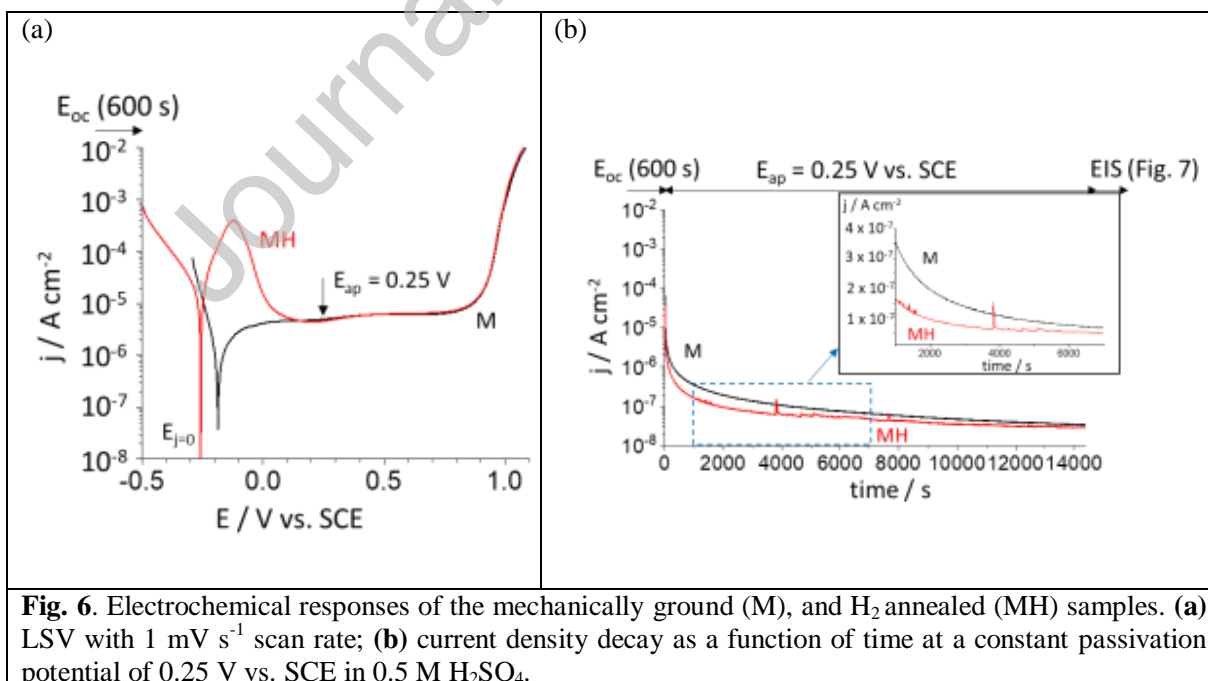 (a)
Journal
E_oc (600 s)
10⁻²
10⁻³
10⁻⁴
10⁻⁵
10⁻⁶
10⁻⁷
10⁻⁸
j / A cm⁻²
MH
E_ap = 0.25 V
M
E_j=0
-0.5 0.0 0.5 1.0
E / V vs. SCE
(b)
E_oc (600 s) E_ap = 0.25 V vs. SCE EIS (Fig. 7)
10⁻²
10⁻³
10⁻⁴
10⁻⁵
10⁻⁶
10⁻⁷
10⁻⁸
j / A cm⁻²
M
MH
0 2000 4000 6000 8000 10000 12000 14000
time / s
j / A cm⁻²
4 x 10⁻⁷
3 x 10⁻⁷
2 x 10⁻⁷
1 x 10⁻⁷
M
MH
2000 4000 6000
time / s
Fig. 6. Electrochemical responses of the mechanically ground (M), and H₂ annealed (MH) samples. (a)
LSV with 1 mV s⁻¹ scan rate; (b) current density decay as a function of time at a constant passivation
potential of 0.25 V vs. SCE in 0.5 M H₂SO₄.